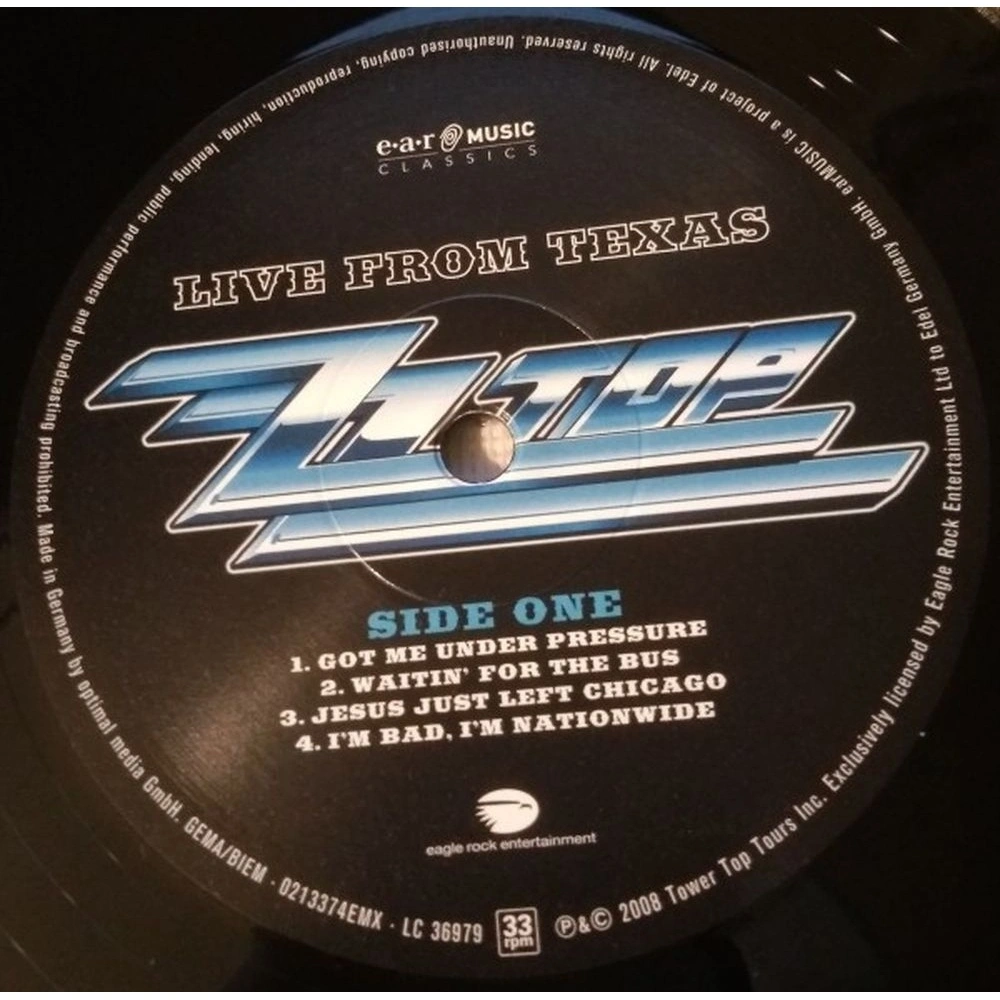 e·a·r MUSIC
CLASSICS
LIVE FROM TEXAS
ZZ TOP
SIDE ONE
1. GOT ME UNDER PRESSURE
2. WAITIN' FOR THE BUS
3. JESUS JUST LEFT CHICAGO
4. I'M BAD, I'M NATIONWIDE
eagle rock entertainment
33
rpm
℗&© 2008 Tower Top Tours Inc. Exclusively licensed by Eagle Rock Entertainment Ltd to Edel Germany GmbH. earMUSIC is a project of Edel. All rights reserved. Unauthorised copying, reproduction, hiring, lending, public performance and broadcasting prohibited. Made in Germany by optimal media GmbH. GEMA/BIEM · 0213374EMX · LC 36979